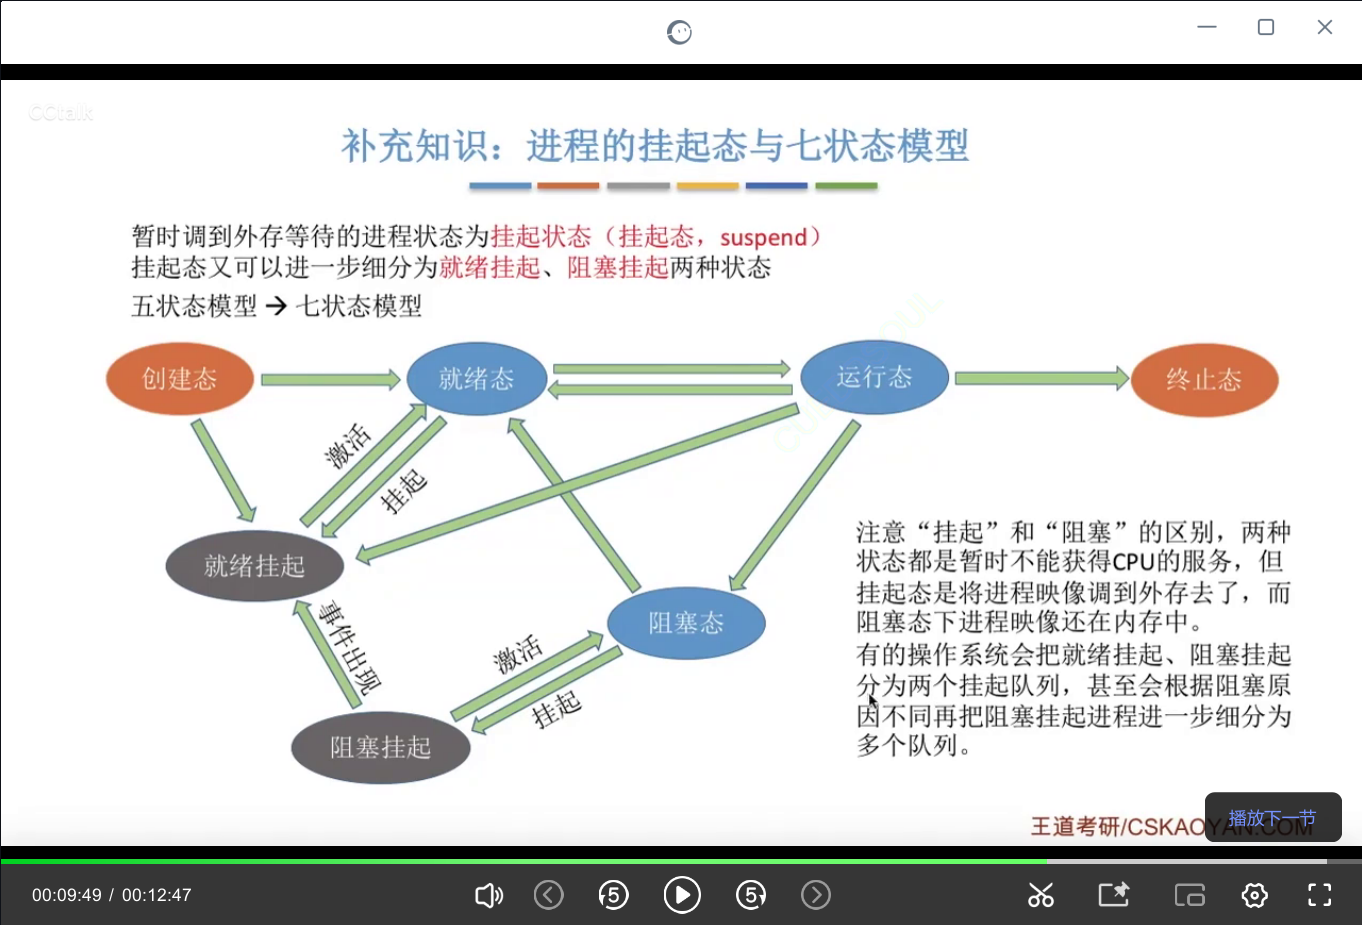 CCtalk
补充知识：进程的挂起态与七状态模型
暂时调到外存等待的进程状态为挂起状态（挂起态，suspend）
挂起态又可以进一步细分为就绪挂起、阻塞挂起两种状态
五状态模型 → 七状态模型
创建态
就绪态
运行态
终止态
激活
挂起
就绪挂起
事件出现
阻塞态
激活
挂起
阻塞挂起
注意“挂起”和“阻塞”的区别，两种
状态都是暂时不能获得CPU的服务，但
挂起态是将进程映像调到外存去了，而
阻塞态下进程映像还在内存中。
有的操作系统会把就绪挂起、阻塞挂起
分为两个挂起队列，甚至会根据阻塞原
因不同再把阻塞挂起进程进一步细分为
多个队列。
王道考研/CSKAOYAN.COM
播放下一节
00:09:49 / 00:12:47
5
5